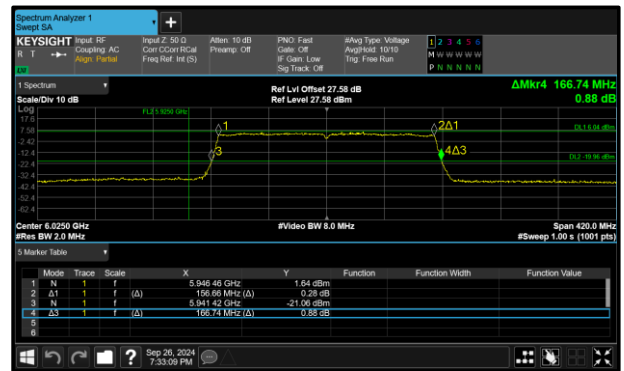 Spectrum Analyzer 1
Swept SA
KEYSIGHT Input: RF Input Z: 50 Ω Atten: 10 dB PNO: Fast #Avg Type: Voltage 1 2 3 4 5 6
R T Coupling: AC Corr CCorr RCal Preamp: Off Gate: Off Avg|Hold: 10/10 M W W W W W
Align: Partial Freq Ref: Int (S) IF Gain: Low Trig: Free Run
Sig Track: Off P N N N N N
1 Spectrum
Ref Lvl Offset 27.58 dB ΔMkr4 166.74 MHz
Scale/Div 10 dB Ref Level 27.58 dBm 0.88 dB
Log
17.6 FL2 5.9250 GHz
7.58 1 2Δ1 DL1 6.04 dBm
-2.42
-12.4 3 4Δ3
-22.4 DL2 -19.96 dBm
-32.4
-42.4
-52.4
-62.4
Center 6.0250 GHz #Video BW 8.0 MHz Span 420.0 MHz
#Res BW 2.0 MHz #Sweep 1.00 s (1001 pts)
5 Marker Table
Mode Trace Scale X Y Function Function Width Function Value
1 N 1 f 5.946 46 GHz 1.64 dBm
2 Δ1 1 f (Δ) 156.66 MHz (Δ) 0.28 dB
3 N 1 f 5.941 42 GHz -21.06 dBm
4 Δ3 1 f (Δ) 166.74 MHz (Δ) 0.88 dB
5
6
? Sep 26, 2024
7:33:09 PM